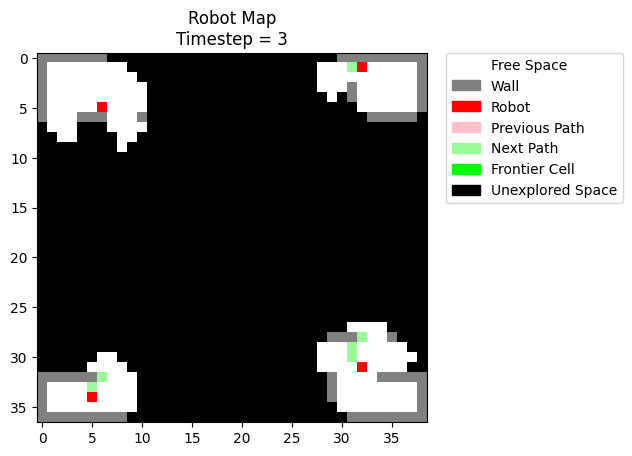 Robot Map
Timestep = 3
Free Space
Wall
Robot
Previous Path
Next Path
Frontier Cell
Unexplored Space
0
5
10
15
20
25
30
35
0 5 10 15 20 25 30 35